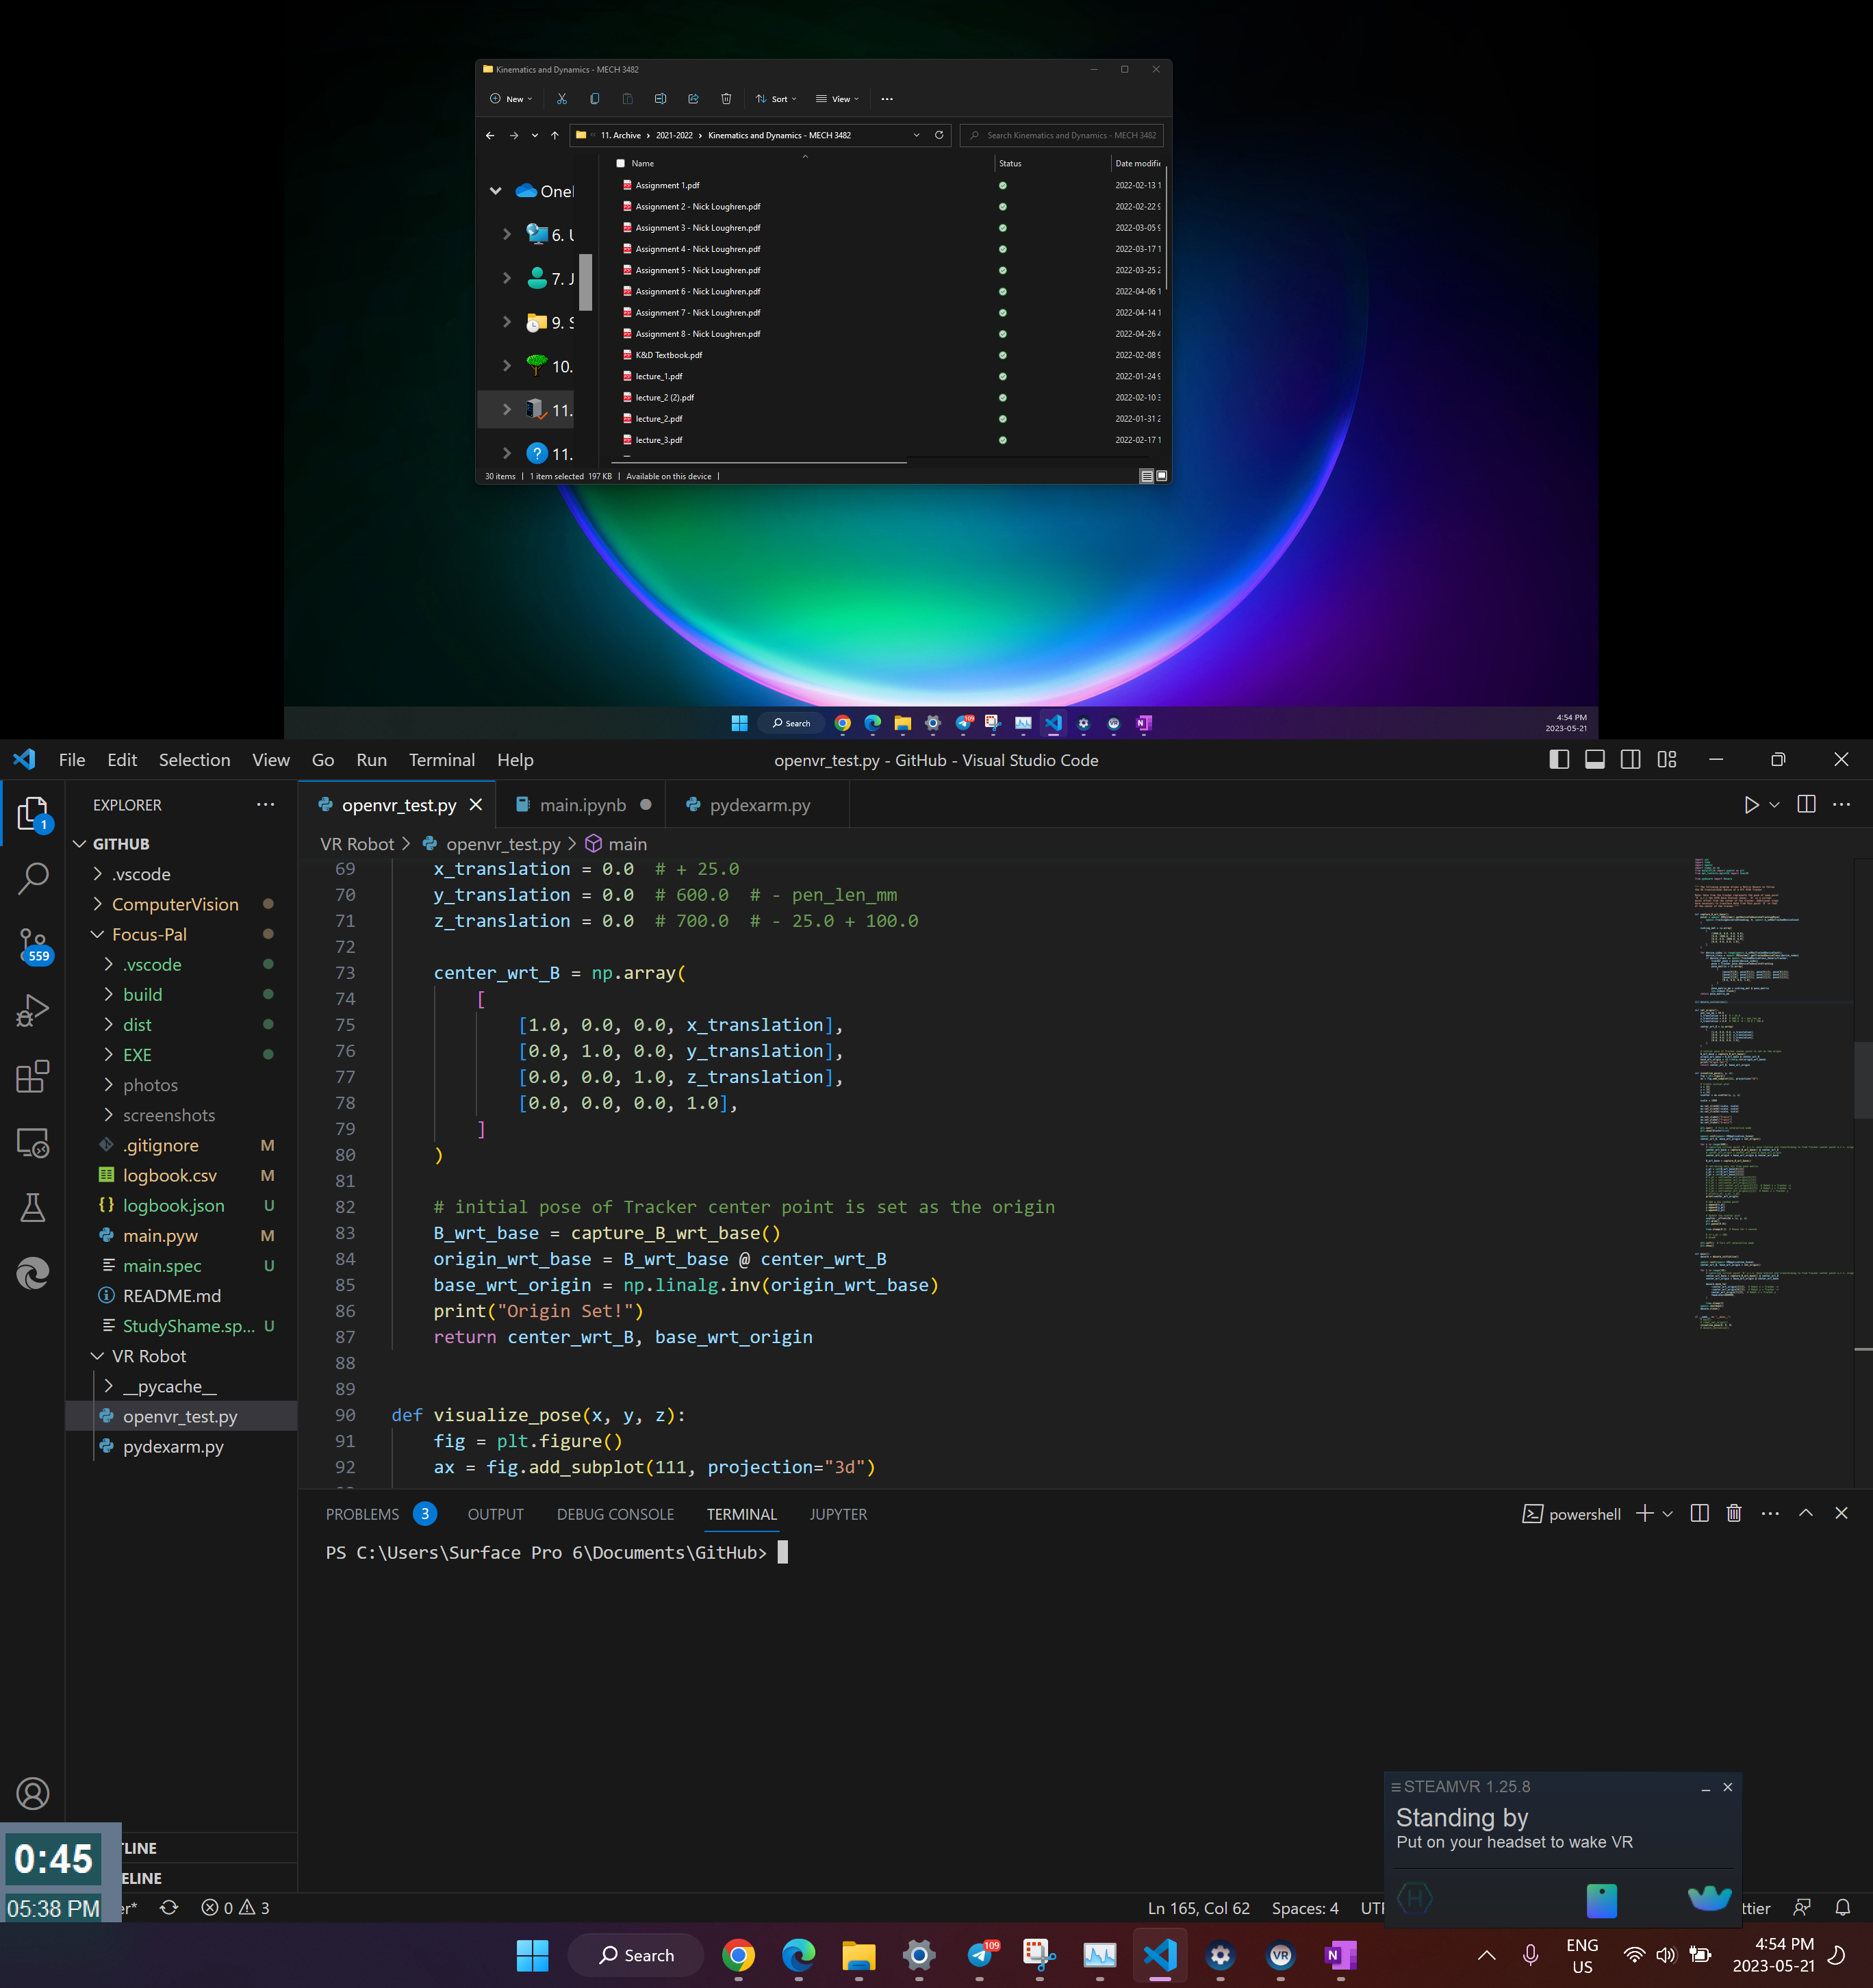 Kinematics and Dynamics - MECH 3482
New
Sort
View
11. Archive > 2021-2022 > Kinematics and Dynamics - MECH 3482
Search Kinematics and Dynamics - MECH 3482
Name Status Date modifi
Assignment 1.pdf 2022-02-13 1
Assignment 2 - Nick Loughren.pdf 2022-02-22 9
Assignment 3 - Nick Loughren.pdf 2022-03-05 9
Assignment 4 - Nick Loughren.pdf 2022-03-17 1
Assignment 5 - Nick Loughren.pdf 2022-03-25 2
Assignment 6 - Nick Loughren.pdf 2022-04-06 1
Assignment 7 - Nick Loughren.pdf 2022-04-14 1
Assignment 8 - Nick Loughren.pdf 2022-04-26 4
K&D Textbook.pdf 2022-02-08 9
lecture_1.pdf 2022-01-24 9
lecture_2 (2).pdf 2022-02-10 3
lecture_2.pdf 2022-01-31 2
lecture_3.pdf 2022-02-17 1
6.
7. J
9. S
10.
11.
11.
30 items | 1 item selected 197 KB | Available on this device |
Search
109
4:54 PM
2023-05-21
File Edit Selection View Go Run Terminal Help
openvr_test.py - GitHub - Visual Studio Code
EXPLORER
1
559
GITHUB
.vscode
ComputerVision
Focus-Pal
.vscode
build
dist
EXE
photos
screenshots
.gitignore M
logbook.csv M
logbook.json U
main.pyw M
main.spec U
README.md
StudyShame.sp... U
VR Robot
__pycache__
openvr_test.py
pydexarm.py
openvr_test.py
main.ipynb
pydexarm.py
VR Robot > openvr_test.py > main
69 x_translation = 0.0  # + 25.0
70 y_translation = 0.0  # 600.0  # - pen_len_mm
71 z_translation = 0.0  # 700.0  # - 25.0 + 100.0
72
73 center_wrt_B = np.array(
74 [
75 [1.0, 0.0, 0.0, x_translation],
76 [0.0, 1.0, 0.0, y_translation],
77 [0.0, 0.0, 1.0, z_translation],
78 [0.0, 0.0, 0.0, 1.0],
79 ]
80 )
81
82 # initial pose of Tracker center point is set as the origin
83 B_wrt_base = capture_B_wrt_base()
84 origin_wrt_base = B_wrt_base @ center_wrt_B
85 base_wrt_origin = np.linalg.inv(origin_wrt_base)
86 print("Origin Set!")
87 return center_wrt_B, base_wrt_origin
88
89
90 def visualize_pose(x, y, z):
91 fig = plt.figure()
92 ax = fig.add_subplot(111, projection="3d")
PROBLEMS 3 OUTPUT DEBUG CONSOLE TERMINAL JUPYTER
powershell
PS C:\Users\Surface Pro 6\Documents\GitHub>
STEAMVR 1.25.8
Standing by
Put on your headset to wake VR
0:45
05:38 PM
0 3
Ln 165, Col 62 Spaces: 4
Search
109
VR
N
ENG
US
4:54 PM
2023-05-21